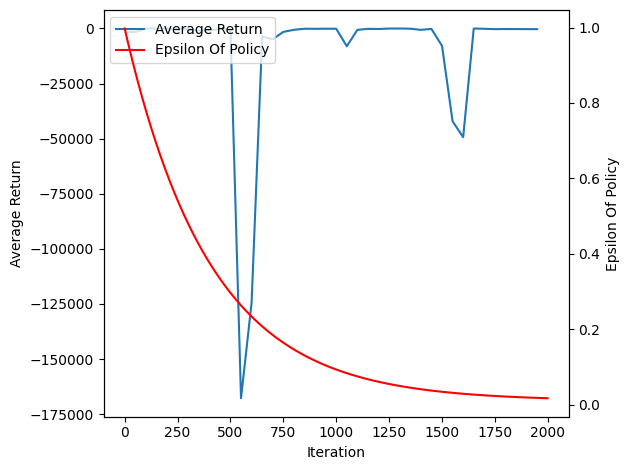 Average Return
Epsilon Of Policy
0
−25000
−50000
−75000
−100000
−125000
−150000
−175000
Average Return
1.0
0.8
0.6
0.4
0.2
0.0
Epsilon Of Policy
0 250 500 750 1000 1250 1500 1750 2000
Iteration